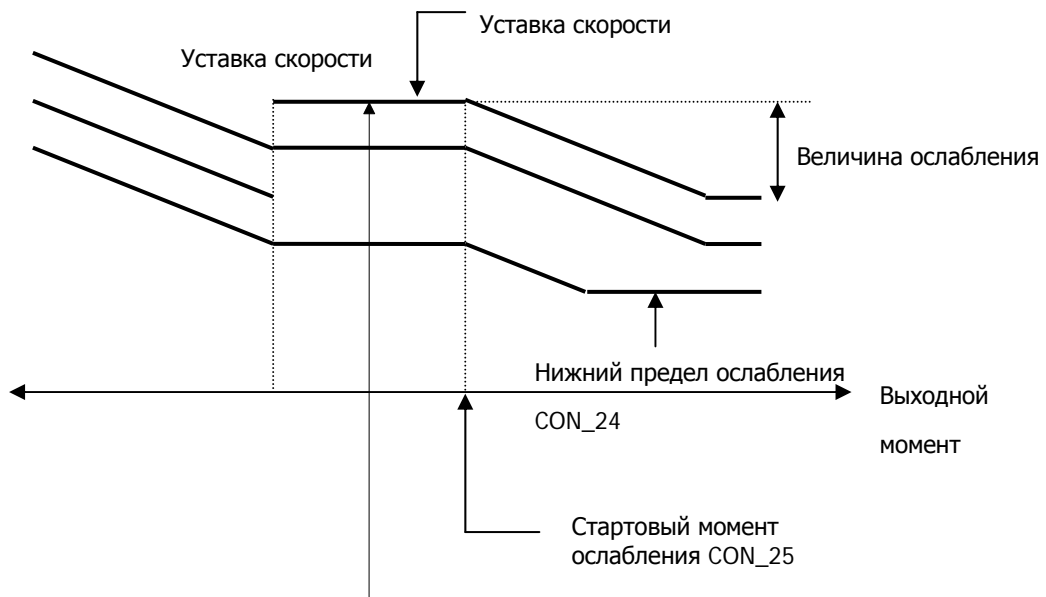 Уставка скорости
Уставка скорости
Величина ослабления
Нижний предел ослабления
CON_24
Выходной
момент
Стартовый момент
ослабления CON_25